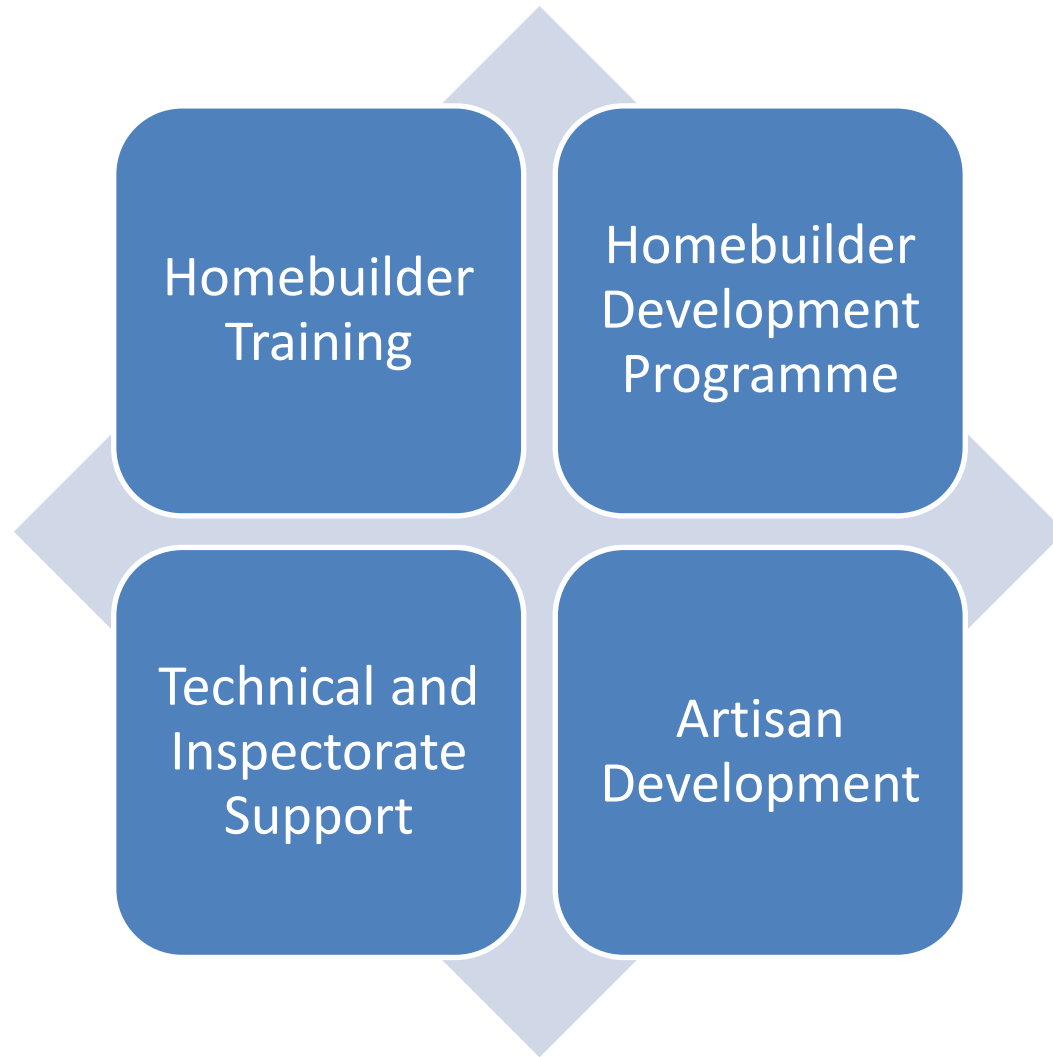 Homebuilder
Training
Homebuilder
Development
Programme
Technical and
Inspectorate
Support
Artisan
Development